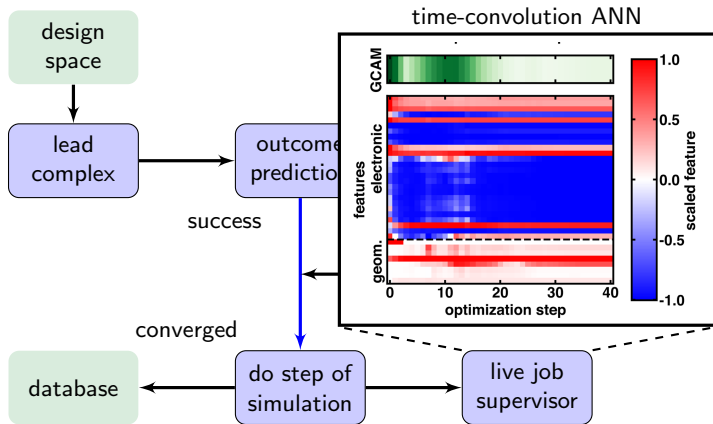 time-convolution ANN
design
space
lead
complex
outcome
prediction
success
converged
database
do step of
simulation
live job
supervisor
GCAM
features
electronic
geom.
0 10 20 30 40
optimization step
1.0
0.5
0.0
-0.5
-1.0
scaled feature